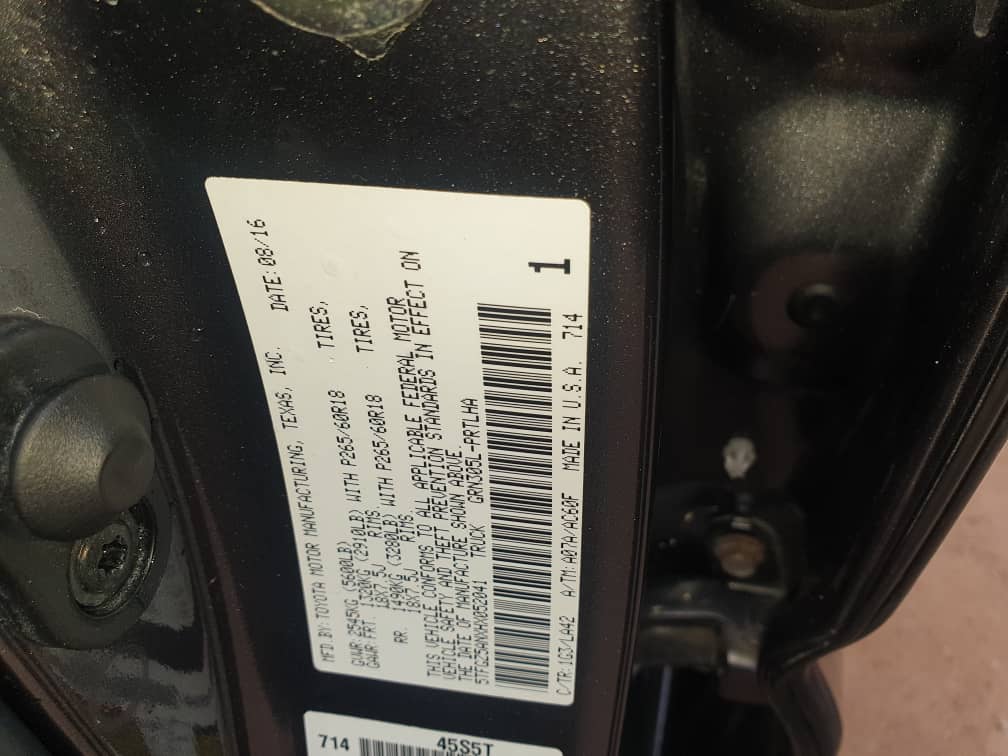 MFD BY: TOYOTA MOTOR MANUFACTURING, TEXAS, INC. DATE: 08/16
GVWR: 2545KG (5600LB)
GAWR: FRT. 1320KG (2910LB) WITH P265/60R18 TIRES,
18X7.5J RIMS
RR. 1490KG (3280LB) WITH P265/60R18 TIRES,
18X7.5J RIMS
THIS VEHICLE CONFORMS TO ALL APPLICABLE FEDERAL MOTOR
VEHICLE SAFETY AND THEFT PREVENTION STANDARDS IN EFFECT ON
THE DATE OF MANUFACTURE SHOWN ABOVE.
5TFGZ5ANXHX052041 TRUCK GRN305L-PRTLHA
1
C/TR: 1G3/LA42 A/TM: A07A/AC60F MADE IN U.S.A. 714
714 45S5T